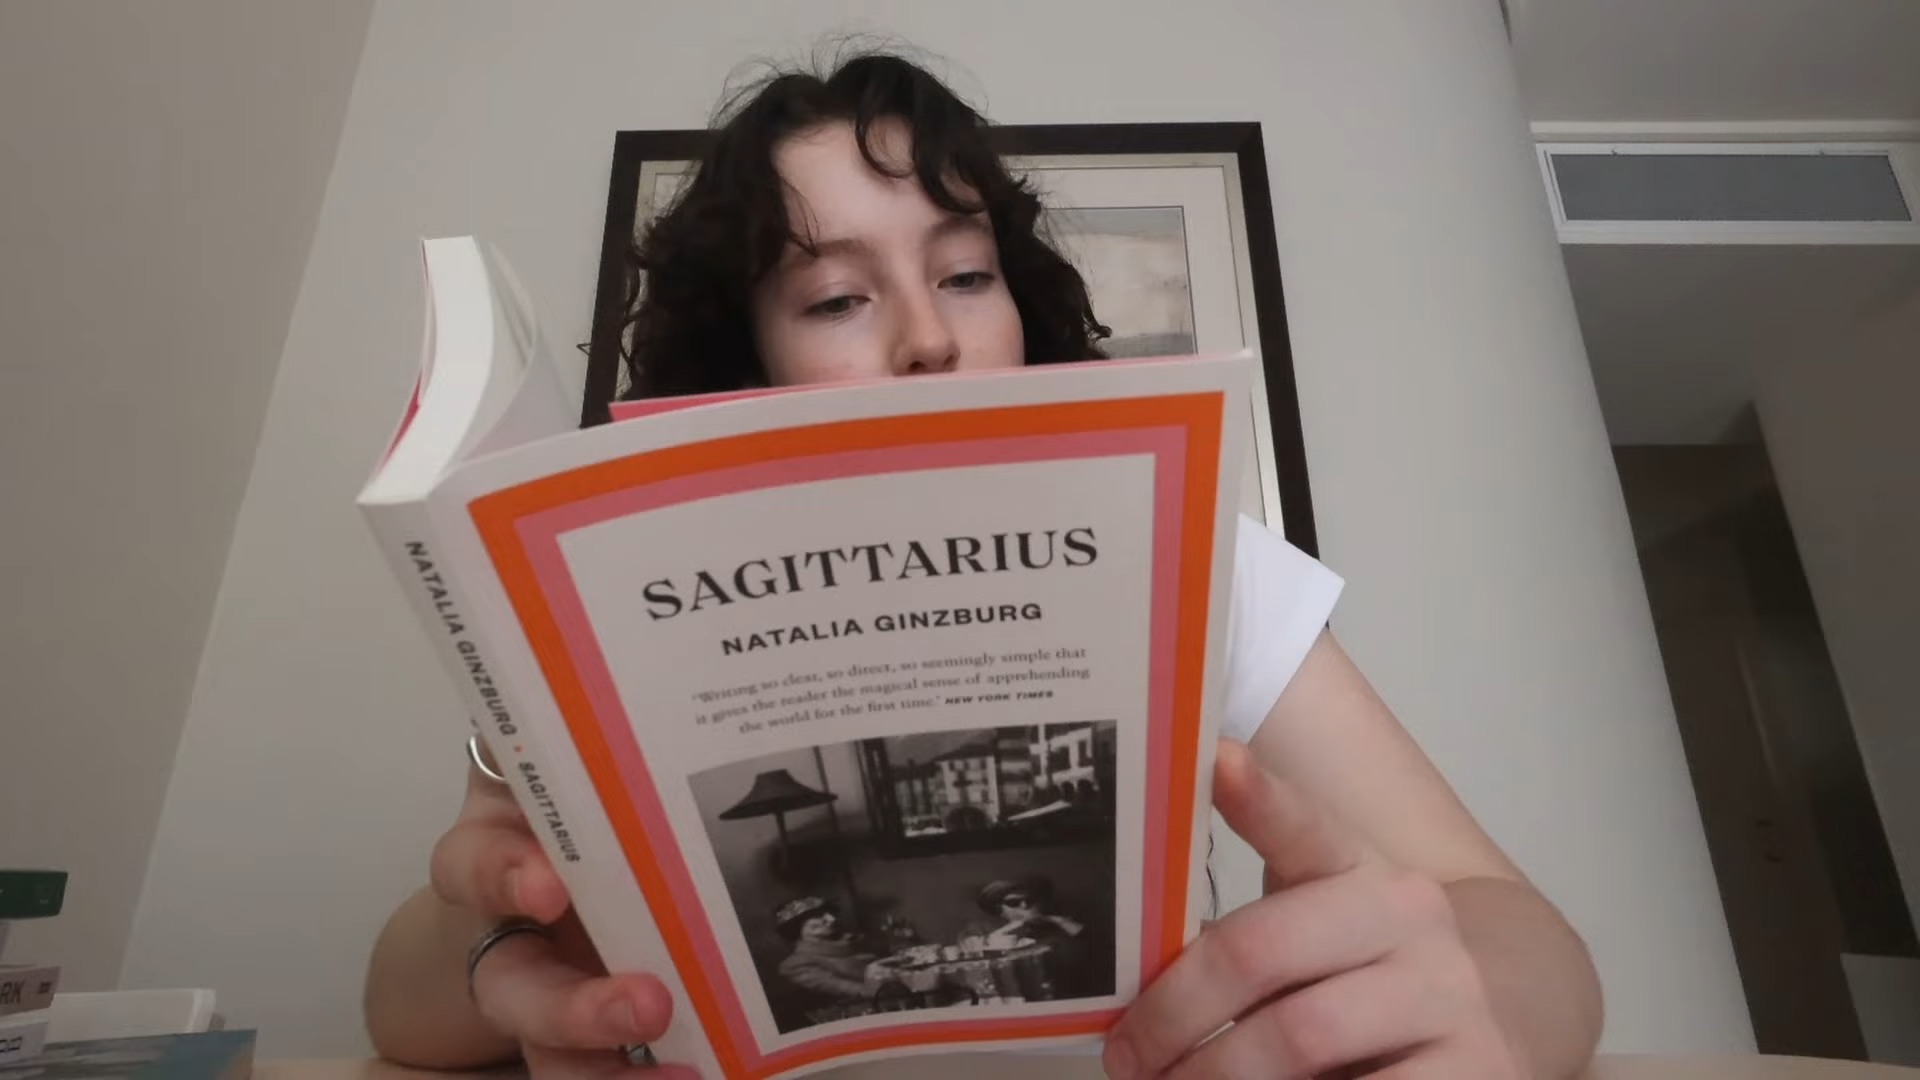 SAGITTARIUS
NATALIA GINZBURG
'Writing so clear, so direct, so seemingly simple that
it gives the reader the magical sense of apprehending
the world for the first time.' NEW YORK TIMES
NATALIA GINZBURG • SAGITTARIUS
RK